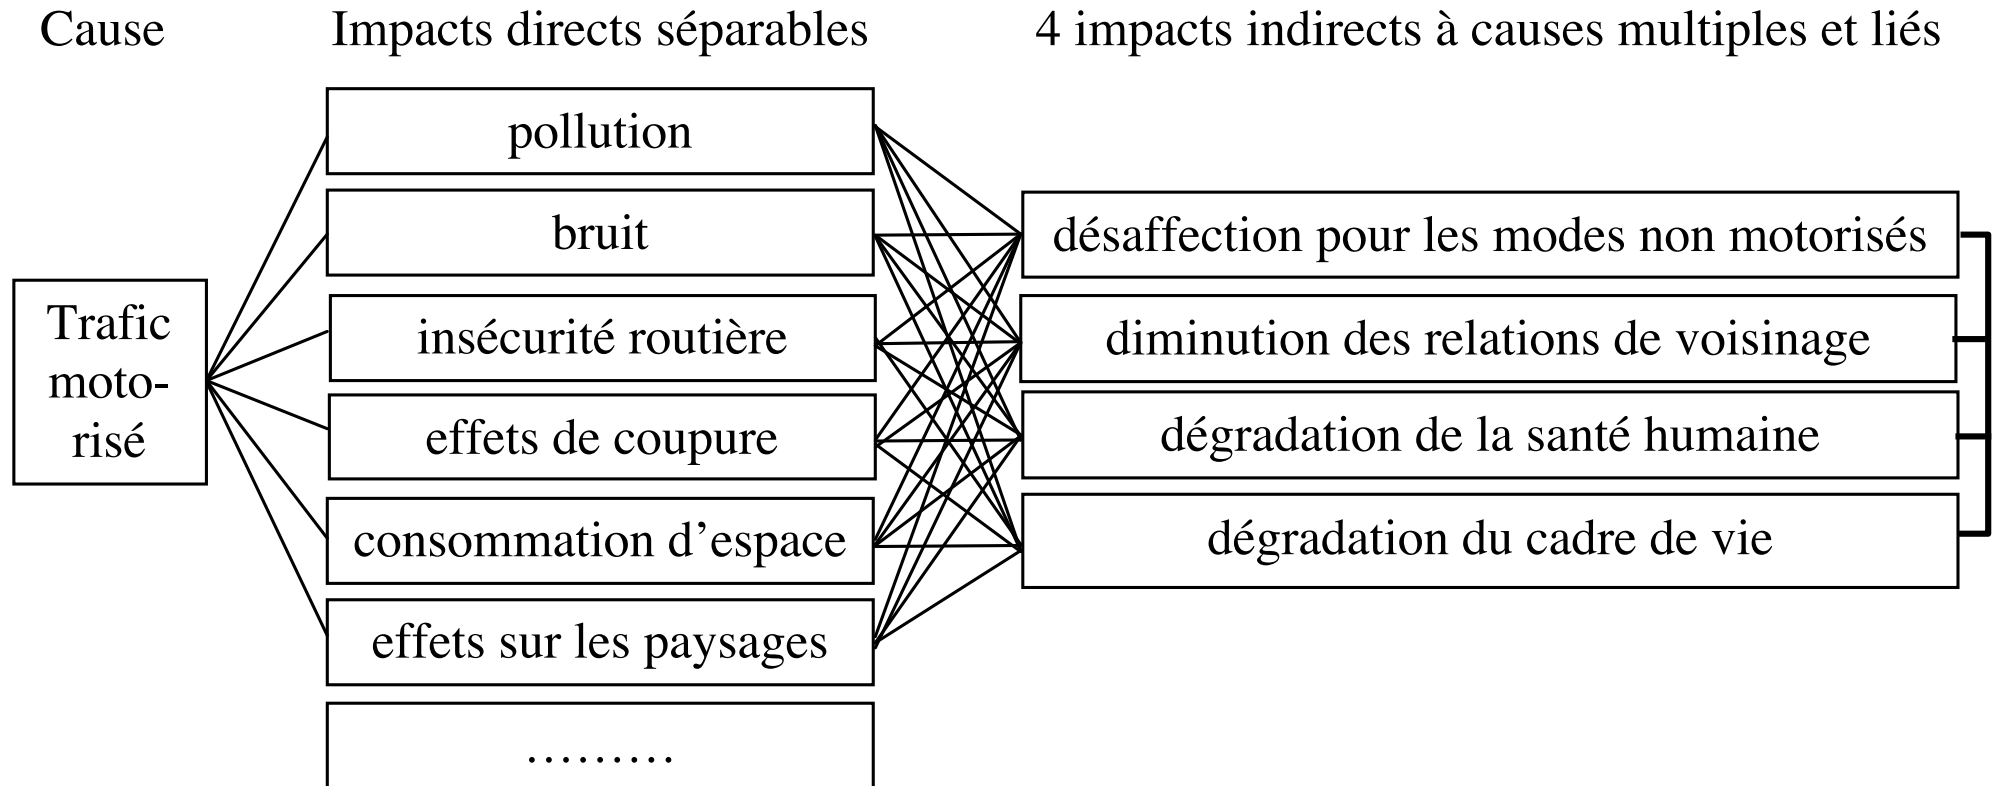 Cause
Impacts directs séparables
4 impacts indirects à causes multiples et liés
Trafic
moto-
risé
pollution
bruit
insécurité routière
effets de coupure
consommation d’espace
effets sur les paysages
………
désaffection pour les modes non motorisés
diminution des relations de voisinage
dégradation de la santé humaine
dégradation du cadre de vie